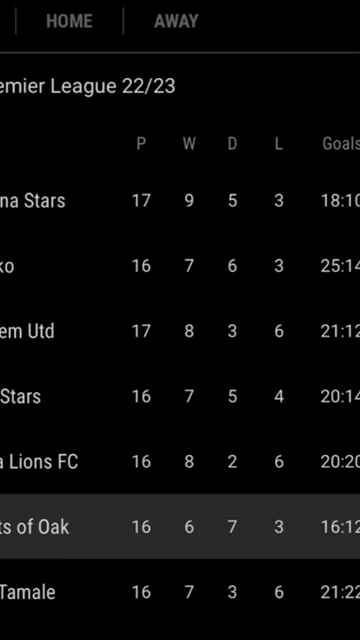 HOME AWAY
emier League 22/23
P W D L Goals
na Stars 17 9 5 3 18:10
ko 16 7 6 3 25:14
em Utd 17 8 3 6 21:12
Stars 16 7 5 4 20:14
a Lions FC 16 8 2 6 20:20
ts of Oak 16 6 7 3 16:12
Tamale 16 7 3 6 21:22